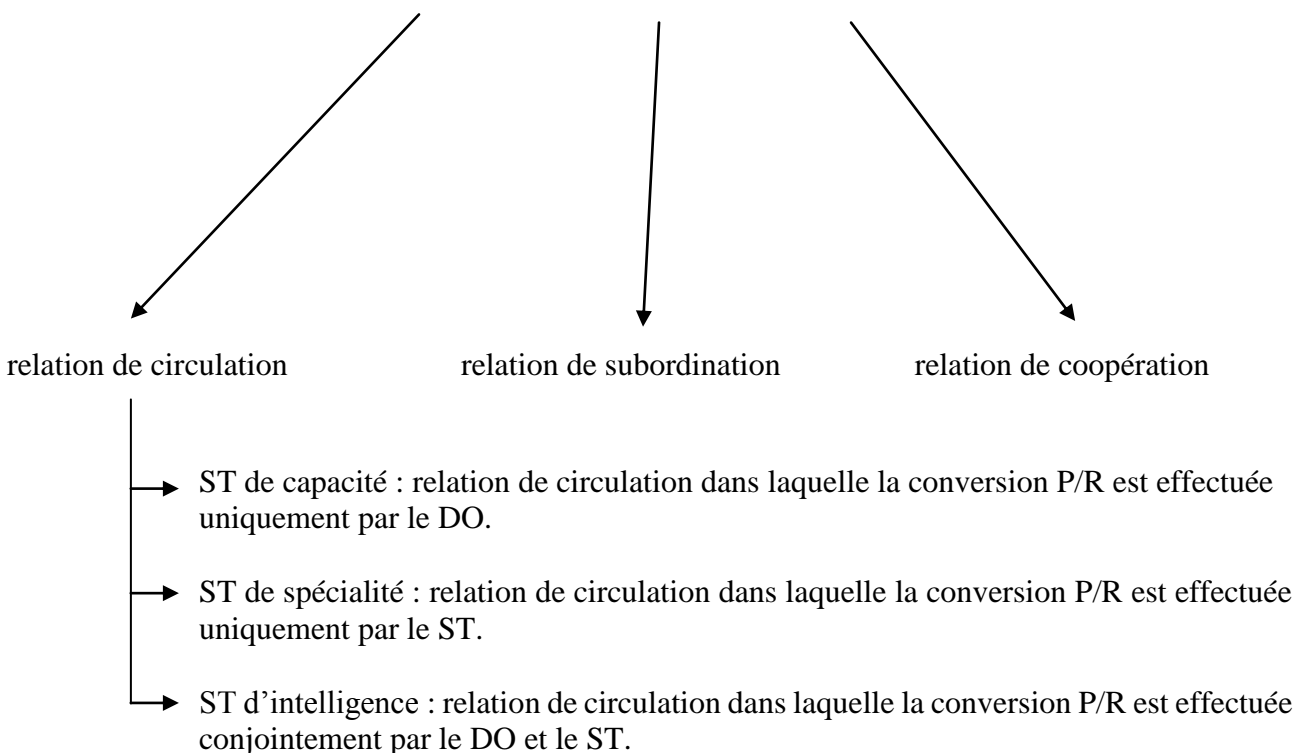 relation de circulation relation de subordination relation de coopération
ST de capacité : relation de circulation dans laquelle la conversion P/R est effectuée
uniquement par le DO.
ST de spécialité : relation de circulation dans laquelle la conversion P/R est effectuée
uniquement par le ST.
ST d’intelligence : relation de circulation dans laquelle la conversion P/R est effectuée
conjointement par le DO et le ST.